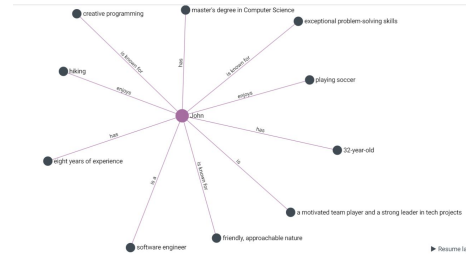 master's degree in Computer Science
creative programming
exceptional problem-solving skills
is known for
has
is known for
hiking
enjoys
enjoys
playing soccer
John
has
has
32-year-old
eight years of experience
is a
is known for
is
a motivated team player and a strong leader in tech projects
friendly, approachable nature
software engineer
Resume la